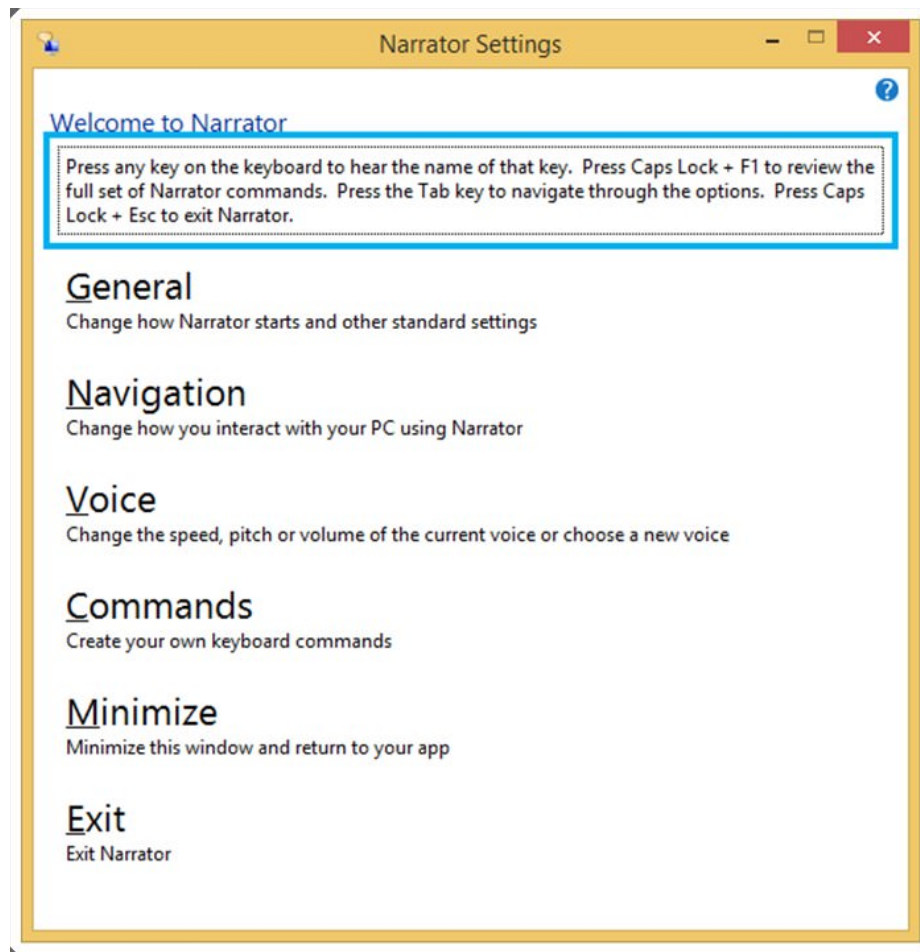 Narrator Settings
Welcome to Narrator
Press any key on the keyboard to hear the name of that key.  Press Caps Lock + F1 to review the
full set of Narrator commands.  Press the Tab key to navigate through the options.  Press Caps
Lock + Esc to exit Narrator.
General
Change how Narrator starts and other standard settings
Navigation
Change how you interact with your PC using Narrator
Voice
Change the speed, pitch or volume of the current voice or choose a new voice
Commands
Create your own keyboard commands
Minimize
Minimize this window and return to your app
Exit
Exit Narrator